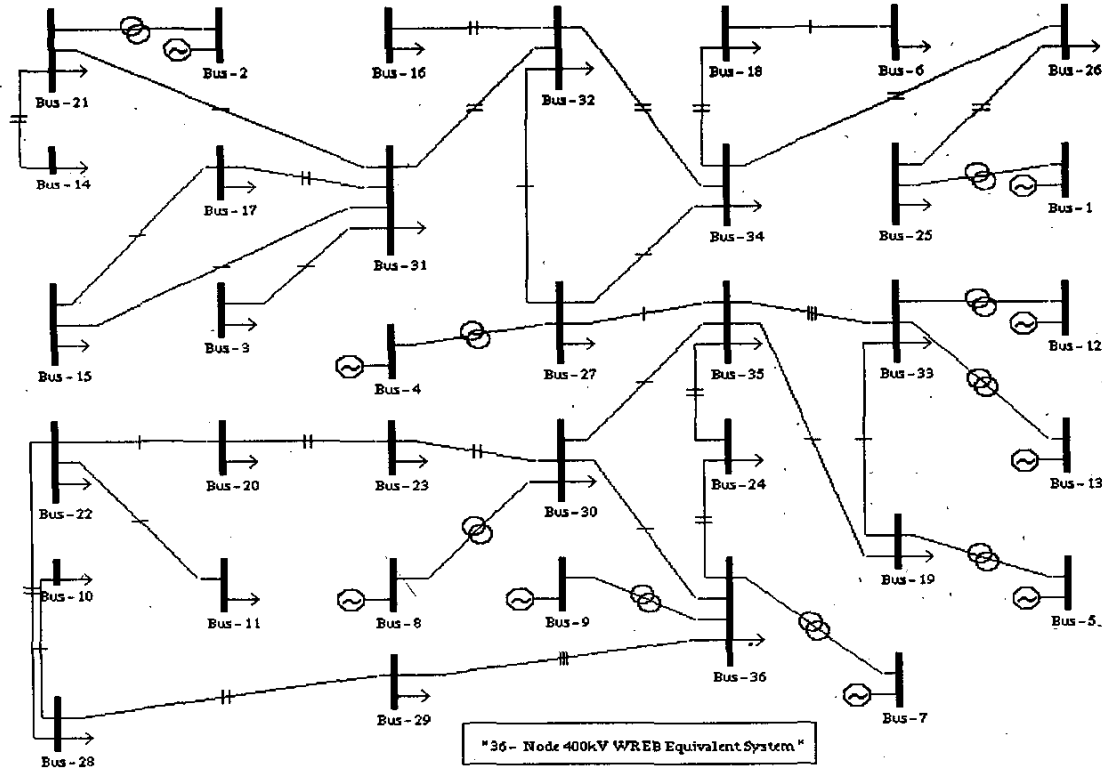 Bus-2
Bus-16
Bus-18
Bus-6
Bus-26
Bus-21
Bus-32
Bus-14
Bus-17
Bus-1
Bus-25
Bus-34
Bus-31
Bus-3
Bus-12
Bus-15
Bus-4
Bus-27
Bus-35
Bus-33
Bus-13
Bus-22
Bus-20
Bus-23
Bus-30
Bus-24
Bus-19
Bus-10
Bus-11
Bus-8
Bus-9
Bus-5
Bus-36
Bus-29
Bus-7
Bus-28
"36- Node 400kV WREB Equivalent System"